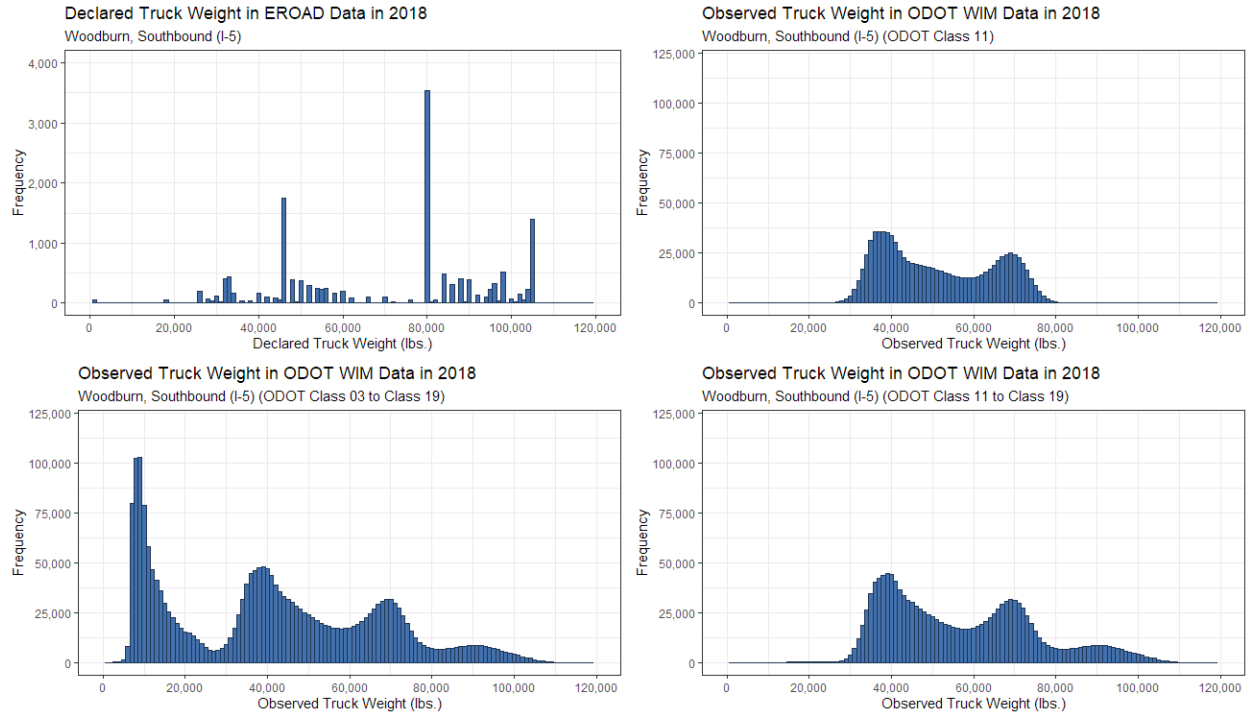 Declared Truck Weight in EROAD Data in 2018
Woodburn, Southbound (I-5)
4,000
3,000
2,000
1,000
0
Frequency
0 20,000 40,000 60,000 80,000 100,000 120,000
Declared Truck Weight (lbs.)
Observed Truck Weight in ODOT WIM Data in 2018
Woodburn, Southbound (I-5) (ODOT Class 11)
125,000
100,000
75,000
50,000
25,000
0
Frequency
0 20,000 40,000 60,000 80,000 100,000 120,000
Observed Truck Weight (lbs.)
Observed Truck Weight in ODOT WIM Data in 2018
Woodburn, Southbound (I-5) (ODOT Class 03 to Class 19)
125,000
100,000
75,000
50,000
25,000
0
Frequency
0 20,000 40,000 60,000 80,000 100,000 120,000
Observed Truck Weight (lbs.)
Observed Truck Weight in ODOT WIM Data in 2018
Woodburn, Southbound (I-5) (ODOT Class 11 to Class 19)
125,000
100,000
75,000
50,000
25,000
0
Frequency
0 20,000 40,000 60,000 80,000 100,000 120,000
Observed Truck Weight (lbs.)